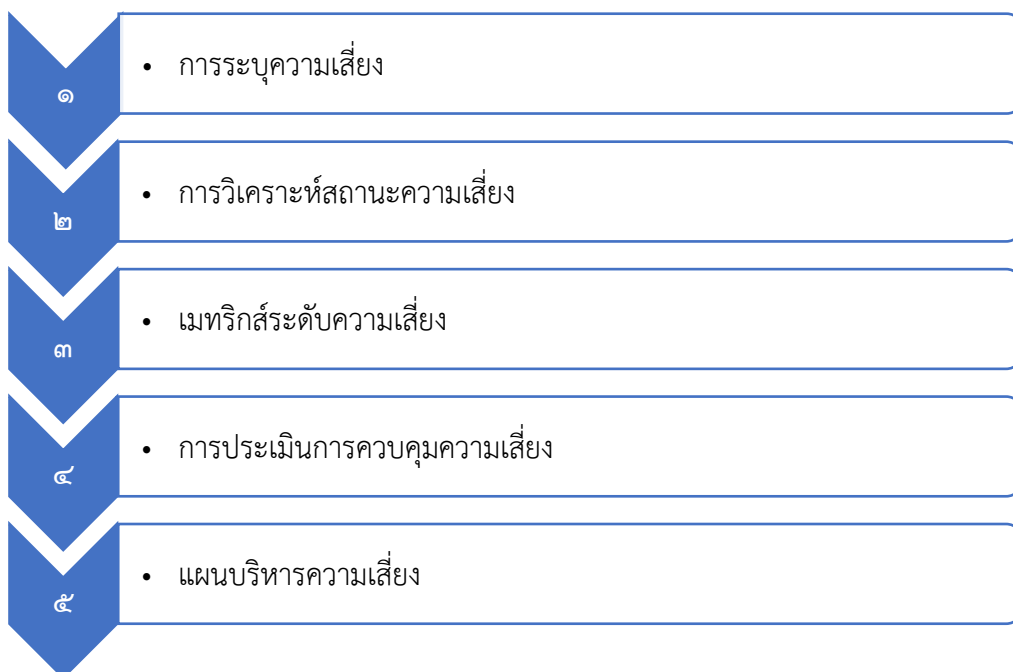 ๑
• การระบุความเสี่ยง
๒
• การวิเคราะห์สถานะความเสี่ยง
๓
• เมทริกส์ระดับความเสี่ยง
๔
• การประเมินการควบคุมความเสี่ยง
๕
• แผนบริหารความเสี่ยง